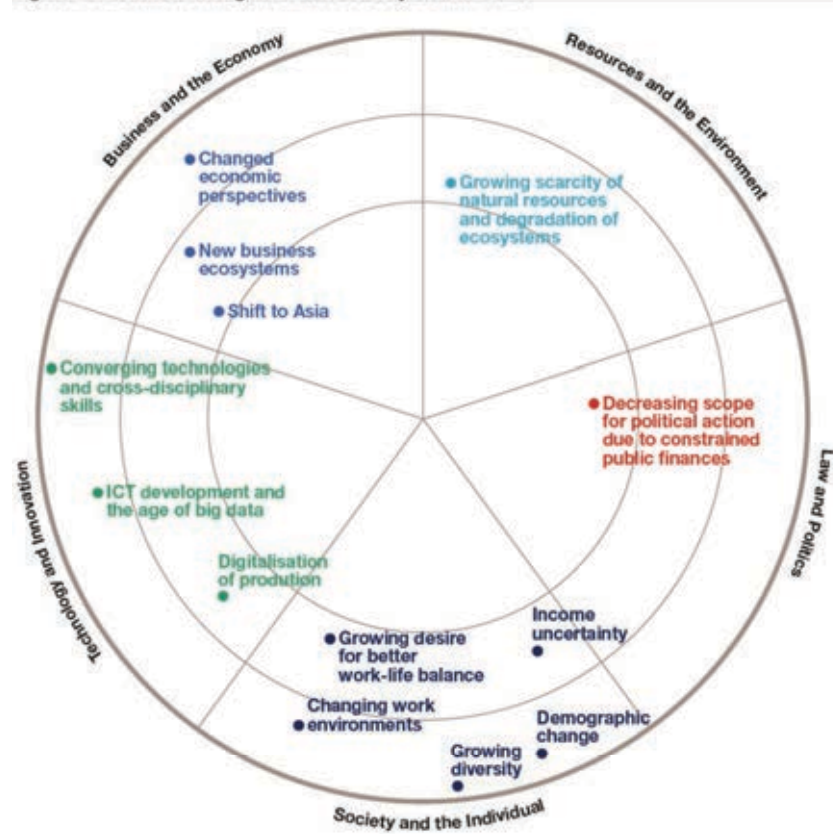 Business and the Economy
Resources and the Environment
Changed
economic
perspectives
Growing scarcity of
natural resources
and degradation of
ecosystems
New business
ecosystems
Shift to Asia
Converging technologies
and cross-disciplinary
skills
Decreasing scope
for political action
due to constrained
public finances
Law and Politics
Technology and Innovation
ICT development and
the age of big data
Digitalisation
of prodution
Income
uncertainty
Growing desire
for better
work-life balance
Changing work
environments
Demographic
change
Growing
diversity
Society and the Individual